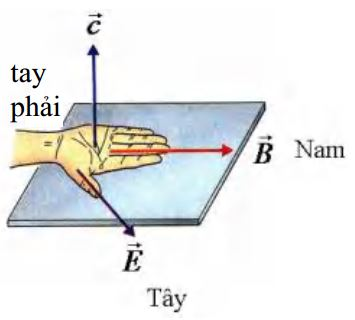 c⃗
tay
phải
B⃗ Nam
E⃗
Tây